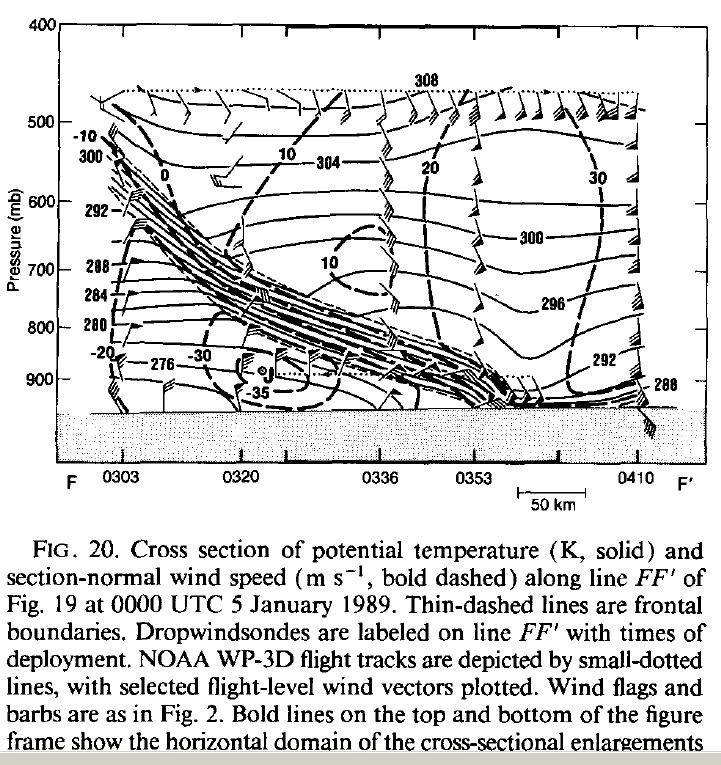 400
308
500
-10
300
0
10
304
20
30
600
292
300
Pressure (mb)
288
10
700
284
296
280
800
-20
276
-30
J
-35
292
288
900
F
0303
0320
0336
0353
0410
F'
50 km
FIG. 20. Cross section of potential temperature (K, solid) and
section-normal wind speed (m s⁻¹, bold dashed) along line FF' of
Fig. 19 at 0000 UTC 5 January 1989. Thin-dashed lines are frontal
boundaries. Dropwindsondes are labeled on line FF' with times of
deployment. NOAA WP-3D flight tracks are depicted by small-dotted
lines, with selected flight-level wind vectors plotted. Wind flags and
barbs are as in Fig. 2. Bold lines on the top and bottom of the figure
frame show the horizontal domain of the cross-sectional enlargements